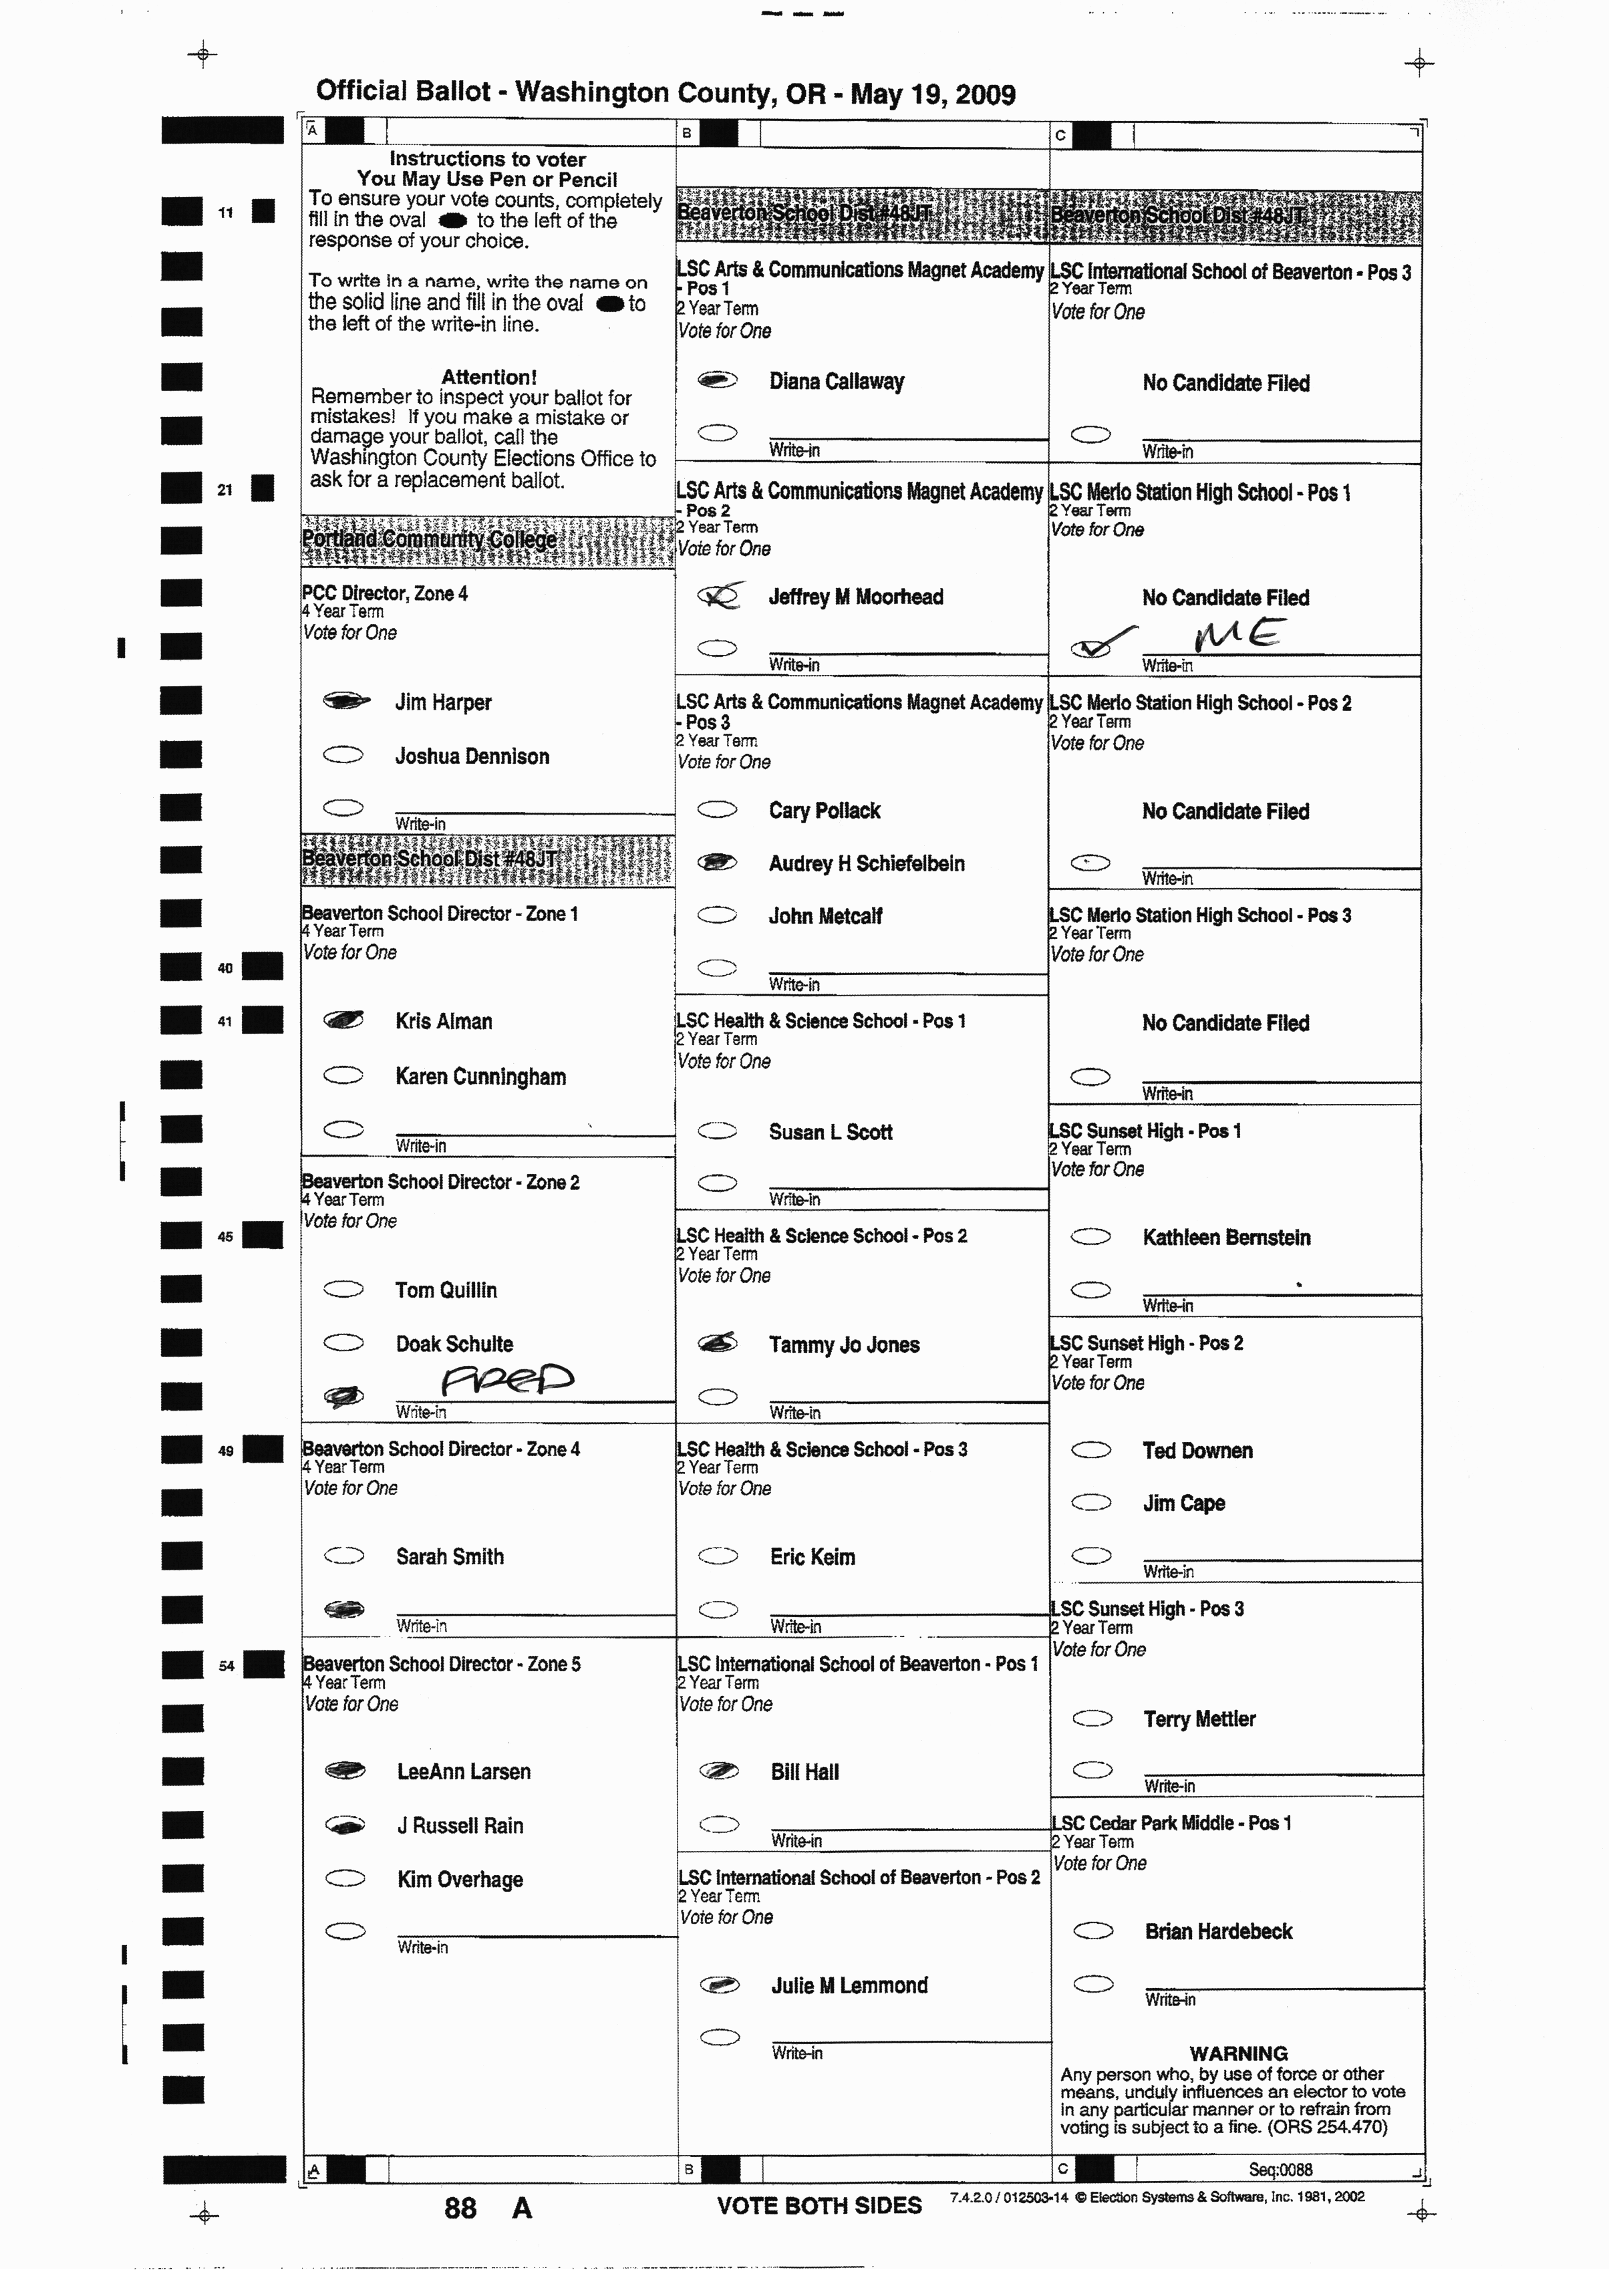 Official Ballot - Washington County, OR - May 19, 2009
A
Instructions to voter
You May Use Pen or Pencil
To ensure your vote counts, completely
fill in the oval to the left of the
response of your choice.
To write in a name, write the name on
the solid line and fill in the oval to
the left of the write-in line.
Attention!
Remember to inspect your ballot for
mistakes! If you make a mistake or
damage your ballot, call the
Washington County Elections Office to
ask for a replacement ballot.
11
21
40
41
45
49
54
Portland Community College
PCC Director, Zone 4
4 Year Term
Vote for One
Jim Harper
Joshua Dennison
Write-in
Beaverton School Dist #48JT
Beaverton School Director - Zone 1
4 Year Term
Vote for One
Kris Alman
Karen Cunningham
Write-in
Beaverton School Director - Zone 2
4 Year Term
Vote for One
Tom Quillin
Doak Schulte
FRED
Write-in
Beaverton School Director - Zone 4
4 Year Term
Vote for One
Sarah Smith
Write-in
Beaverton School Director - Zone 5
4 Year Term
Vote for One
LeeAnn Larsen
J Russell Rain
Kim Overhage
Write-in
A
B
Beaverton School Dist #48JT
LSC Arts & Communications Magnet Academy
- Pos 1
2 Year Term
Vote for One
Diana Callaway
Write-in
LSC Arts & Communications Magnet Academy
- Pos 2
2 Year Term
Vote for One
Jeffrey M Moorhead
Write-in
LSC Arts & Communications Magnet Academy
- Pos 3
2 Year Term
Vote for One
Cary Pollack
Audrey H Schiefelbein
John Metcalf
Write-in
LSC Health & Science School - Pos 1
2 Year Term
Vote for One
Susan L Scott
Write-in
LSC Health & Science School - Pos 2
2 Year Term
Vote for One
Tammy Jo Jones
Write-in
LSC Health & Science School - Pos 3
2 Year Term
Vote for One
Eric Keim
Write-in
LSC International School of Beaverton - Pos 1
2 Year Term
Vote for One
Bill Hall
Write-in
LSC International School of Beaverton - Pos 2
2 Year Term
Vote for One
Julie M Lemmond
Write-in
B
C
Beaverton School Dist #48JT
LSC International School of Beaverton - Pos 3
2 Year Term
Vote for One
No Candidate Filed
Write-in
LSC Merlo Station High School - Pos 1
2 Year Term
Vote for One
No Candidate Filed
ME
Write-in
LSC Merlo Station High School - Pos 2
2 Year Term
Vote for One
No Candidate Filed
Write-in
LSC Merlo Station High School - Pos 3
2 Year Term
Vote for One
No Candidate Filed
Write-in
LSC Sunset High - Pos 1
2 Year Term
Vote for One
Kathleen Bernstein
Write-in
LSC Sunset High - Pos 2
2 Year Term
Vote for One
Ted Downen
Jim Cape
Write-in
LSC Sunset High - Pos 3
2 Year Term
Vote for One
Terry Mettler
Write-in
LSC Cedar Park Middle - Pos 1
2 Year Term
Vote for One
Brian Hardebeck
Write-in
WARNING
Any person who, by use of force or other
means, unduly influences an elector to vote
in any particular manner or to refrain from
voting is subject to a fine. (ORS 254.470)
C
Seq:0088
88 A
VOTE BOTH SIDES
7.4.2.0 / 012503-14 © Election Systems & Software, Inc. 1981, 2002